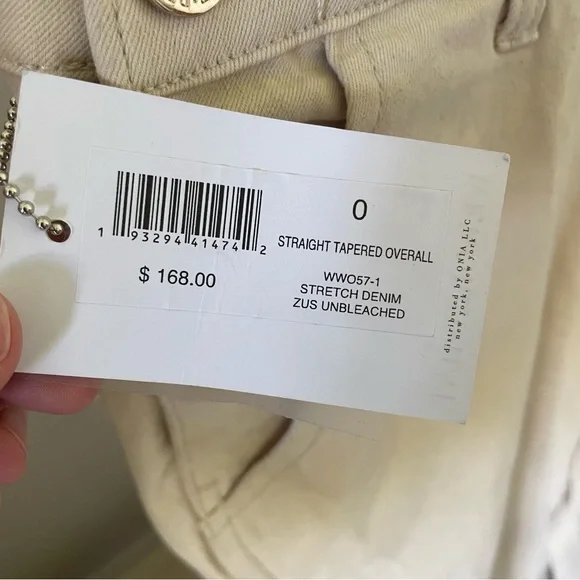 0
STRAIGHT TAPERED OVERALL
WWO57-1
STRETCH DENIM
ZUS UNBLEACHED
1 93294 41474 2
$ 168.00
distributed by ONIA LLC
new york, new york